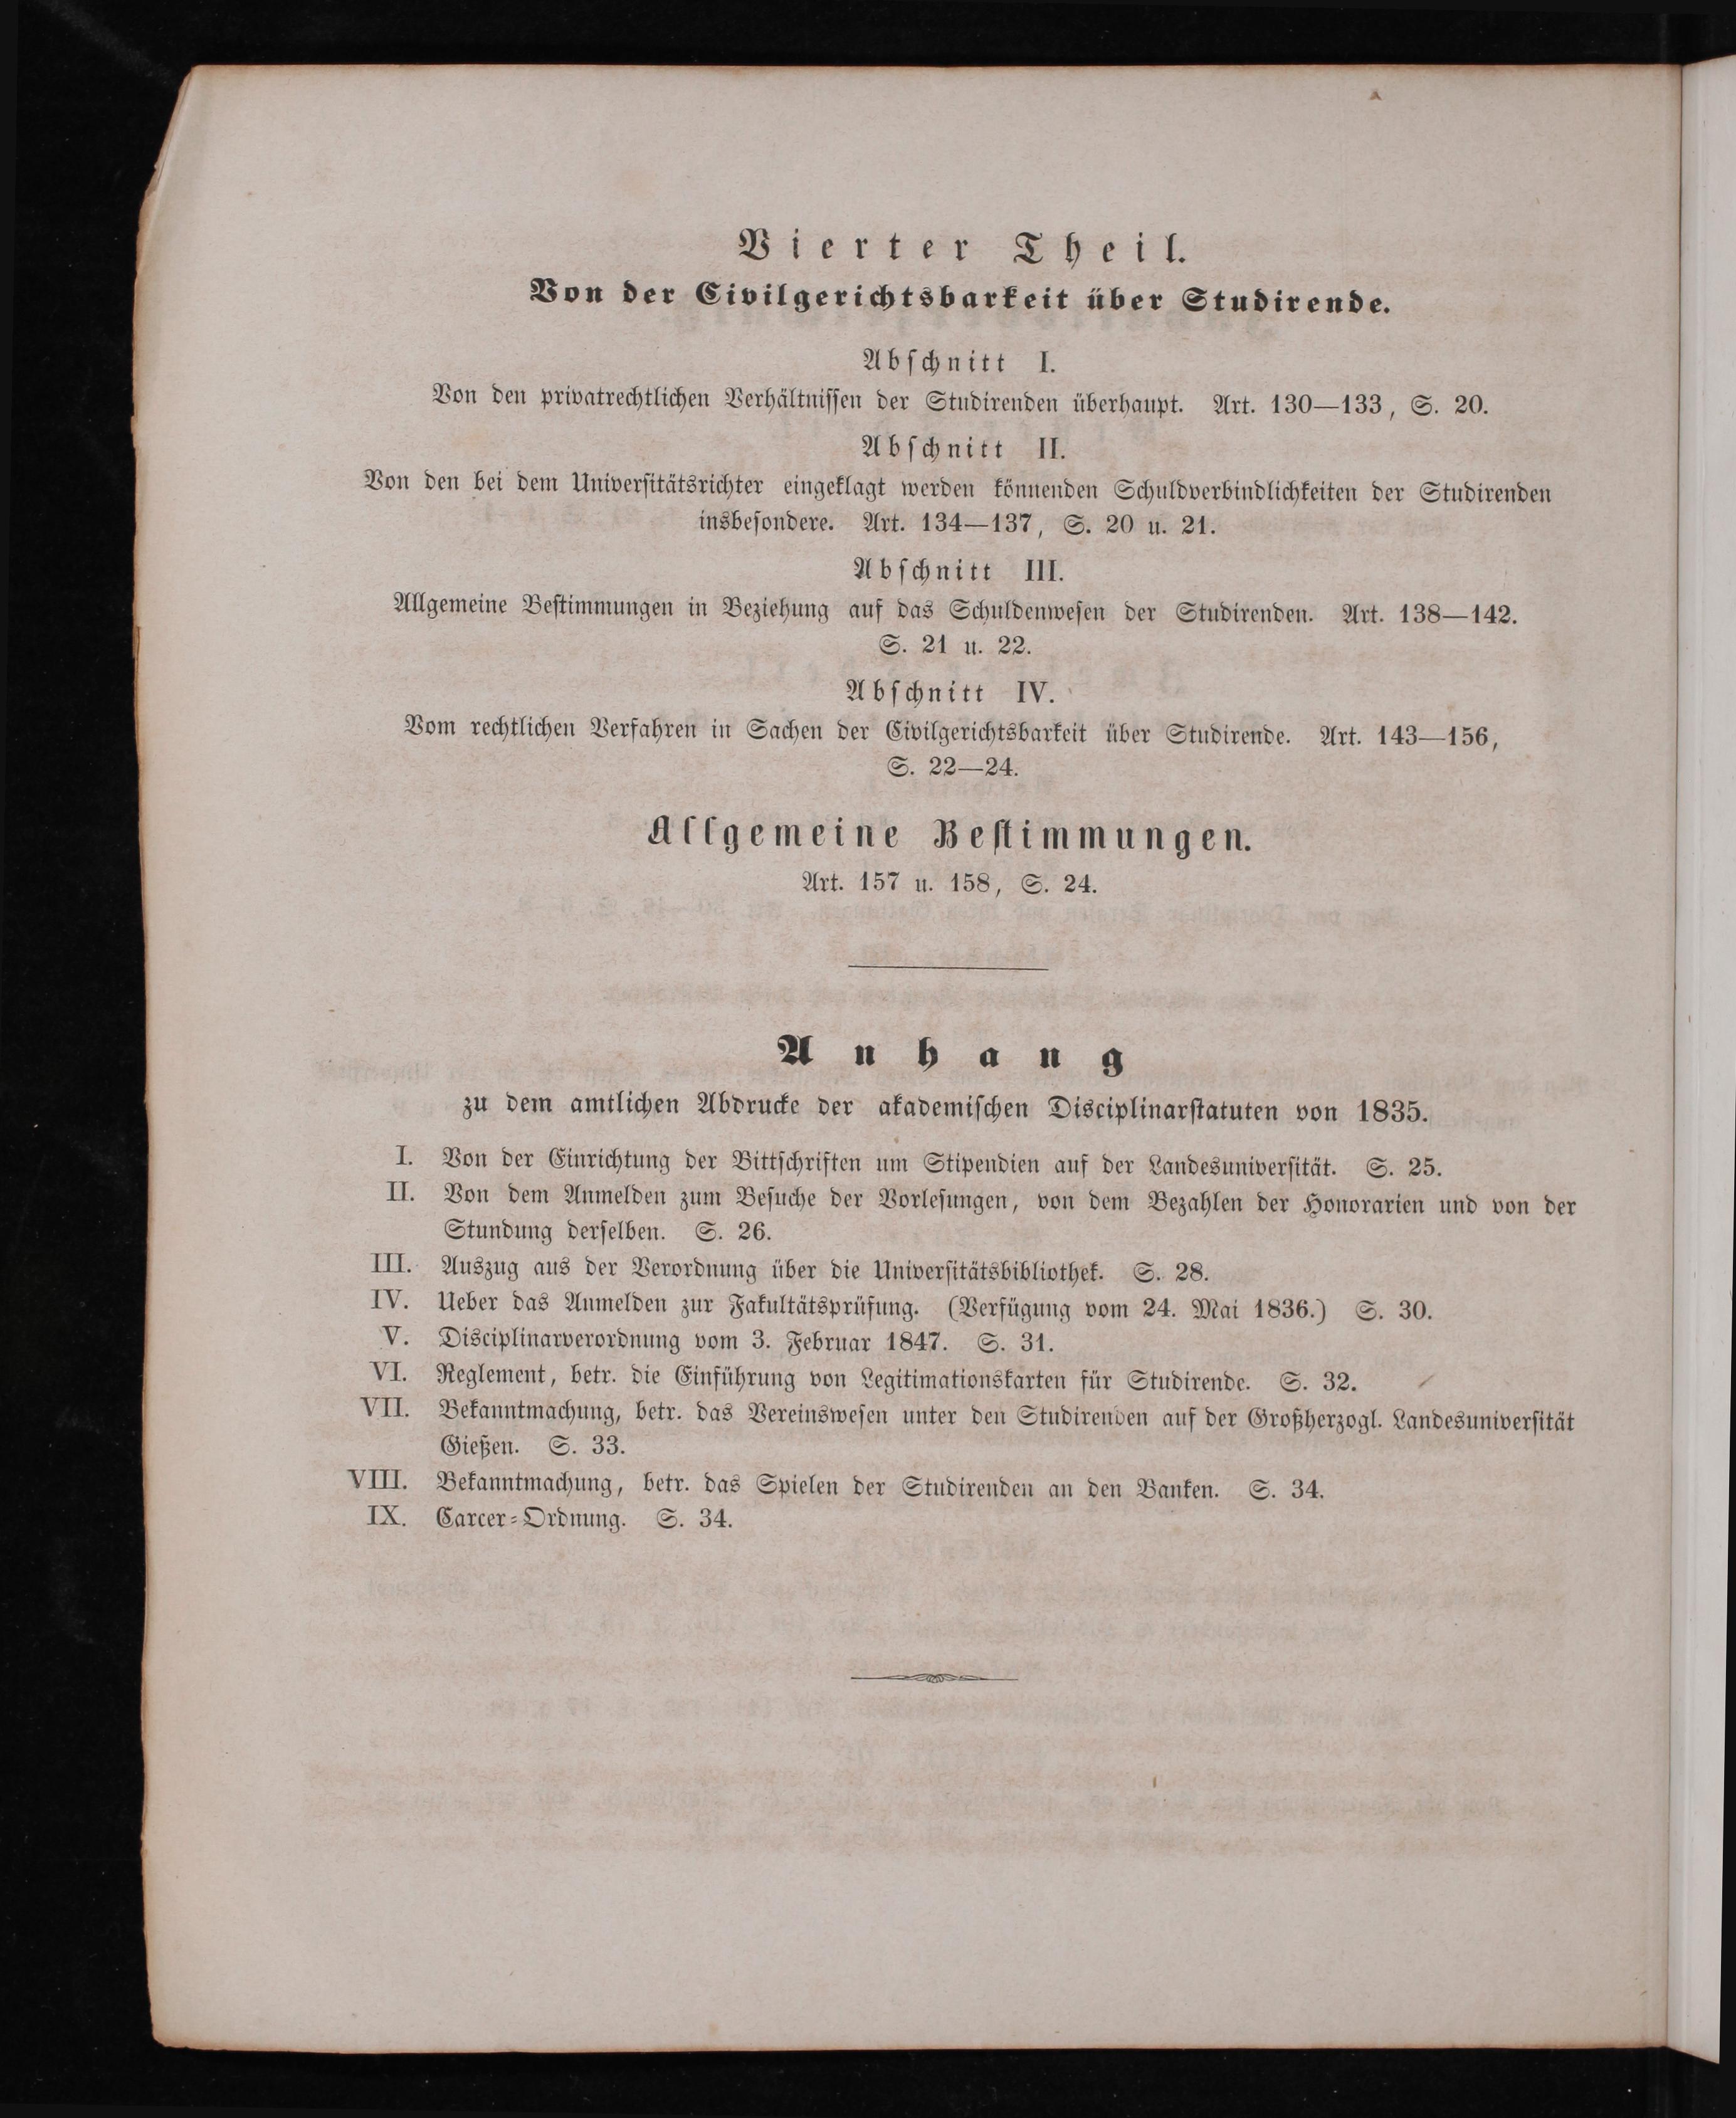 Vierter Theil.
Von der Civilgerichtsbarkeit über Studirende.
Abschnitt I.
Von den privatrechtlichen Verhältnissen der Studirenden überhaupt. Art. 130—133, S. 20.
Abschnitt II.
Von den bei dem Universitätsrichter eingeklagt werden könnenden Schuldverbindlichkeiten der Studirenden
insbesondere. Art. 134—137, S. 20 u. 21.
Abschnitt III.
Allgemeine Bestimmungen in Beziehung auf das Schuldenwesen der Studirenden. Art. 138—142.
S. 21 u. 22.
Abschnitt IV.
Vom rechtlichen Verfahren in Sachen der Civilgerichtsbarkeit über Studirende. Art. 143—156,
S. 22—24.
Allgemeine Bestimmungen.
Art. 157 u. 158, S. 24.
Anhang
zu dem amtlichen Abdrucke der akademischen Disciplinarstatuten von 1835.
I. Von der Einrichtung der Bittschriften um Stipendien auf der Landesuniversität. S. 25.
II. Von dem Anmelden zum Besuche der Vorlesungen, von dem Bezahlen der Honorarien und von der
Stundung derselben. S. 26.
III. Auszug aus der Verordnung über die Universitätsbibliothek. S. 28.
IV. Ueber das Anmelden zur Fakultätsprüfung. (Verfügung vom 24. Mai 1836.) S. 30.
V. Disciplinarverordnung vom 3. Februar 1847. S. 31.
VI. Reglement, betr. die Einführung von Legitimationskarten für Studirende. S. 32.
VII. Bekanntmachung, betr. das Vereinswesen unter den Studirenden auf der Großherzogl. Landesuniversität
Gießen. S. 33.
VIII. Bekanntmachung, betr. das Spielen der Studirenden an den Banken. S. 34.
IX. Carcer-Ordnung. S. 34.